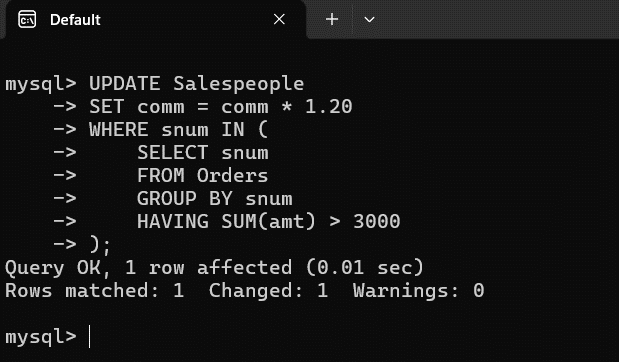 Default
mysql> UPDATE Salespeople
    -> SET comm = comm * 1.20
    -> WHERE snum IN (
    ->     SELECT snum
    ->     FROM Orders
    ->     GROUP BY snum
    ->     HAVING SUM(amt) > 3000
    -> );
Query OK, 1 row affected (0.01 sec)
Rows matched: 1  Changed: 1  Warnings: 0
mysql>